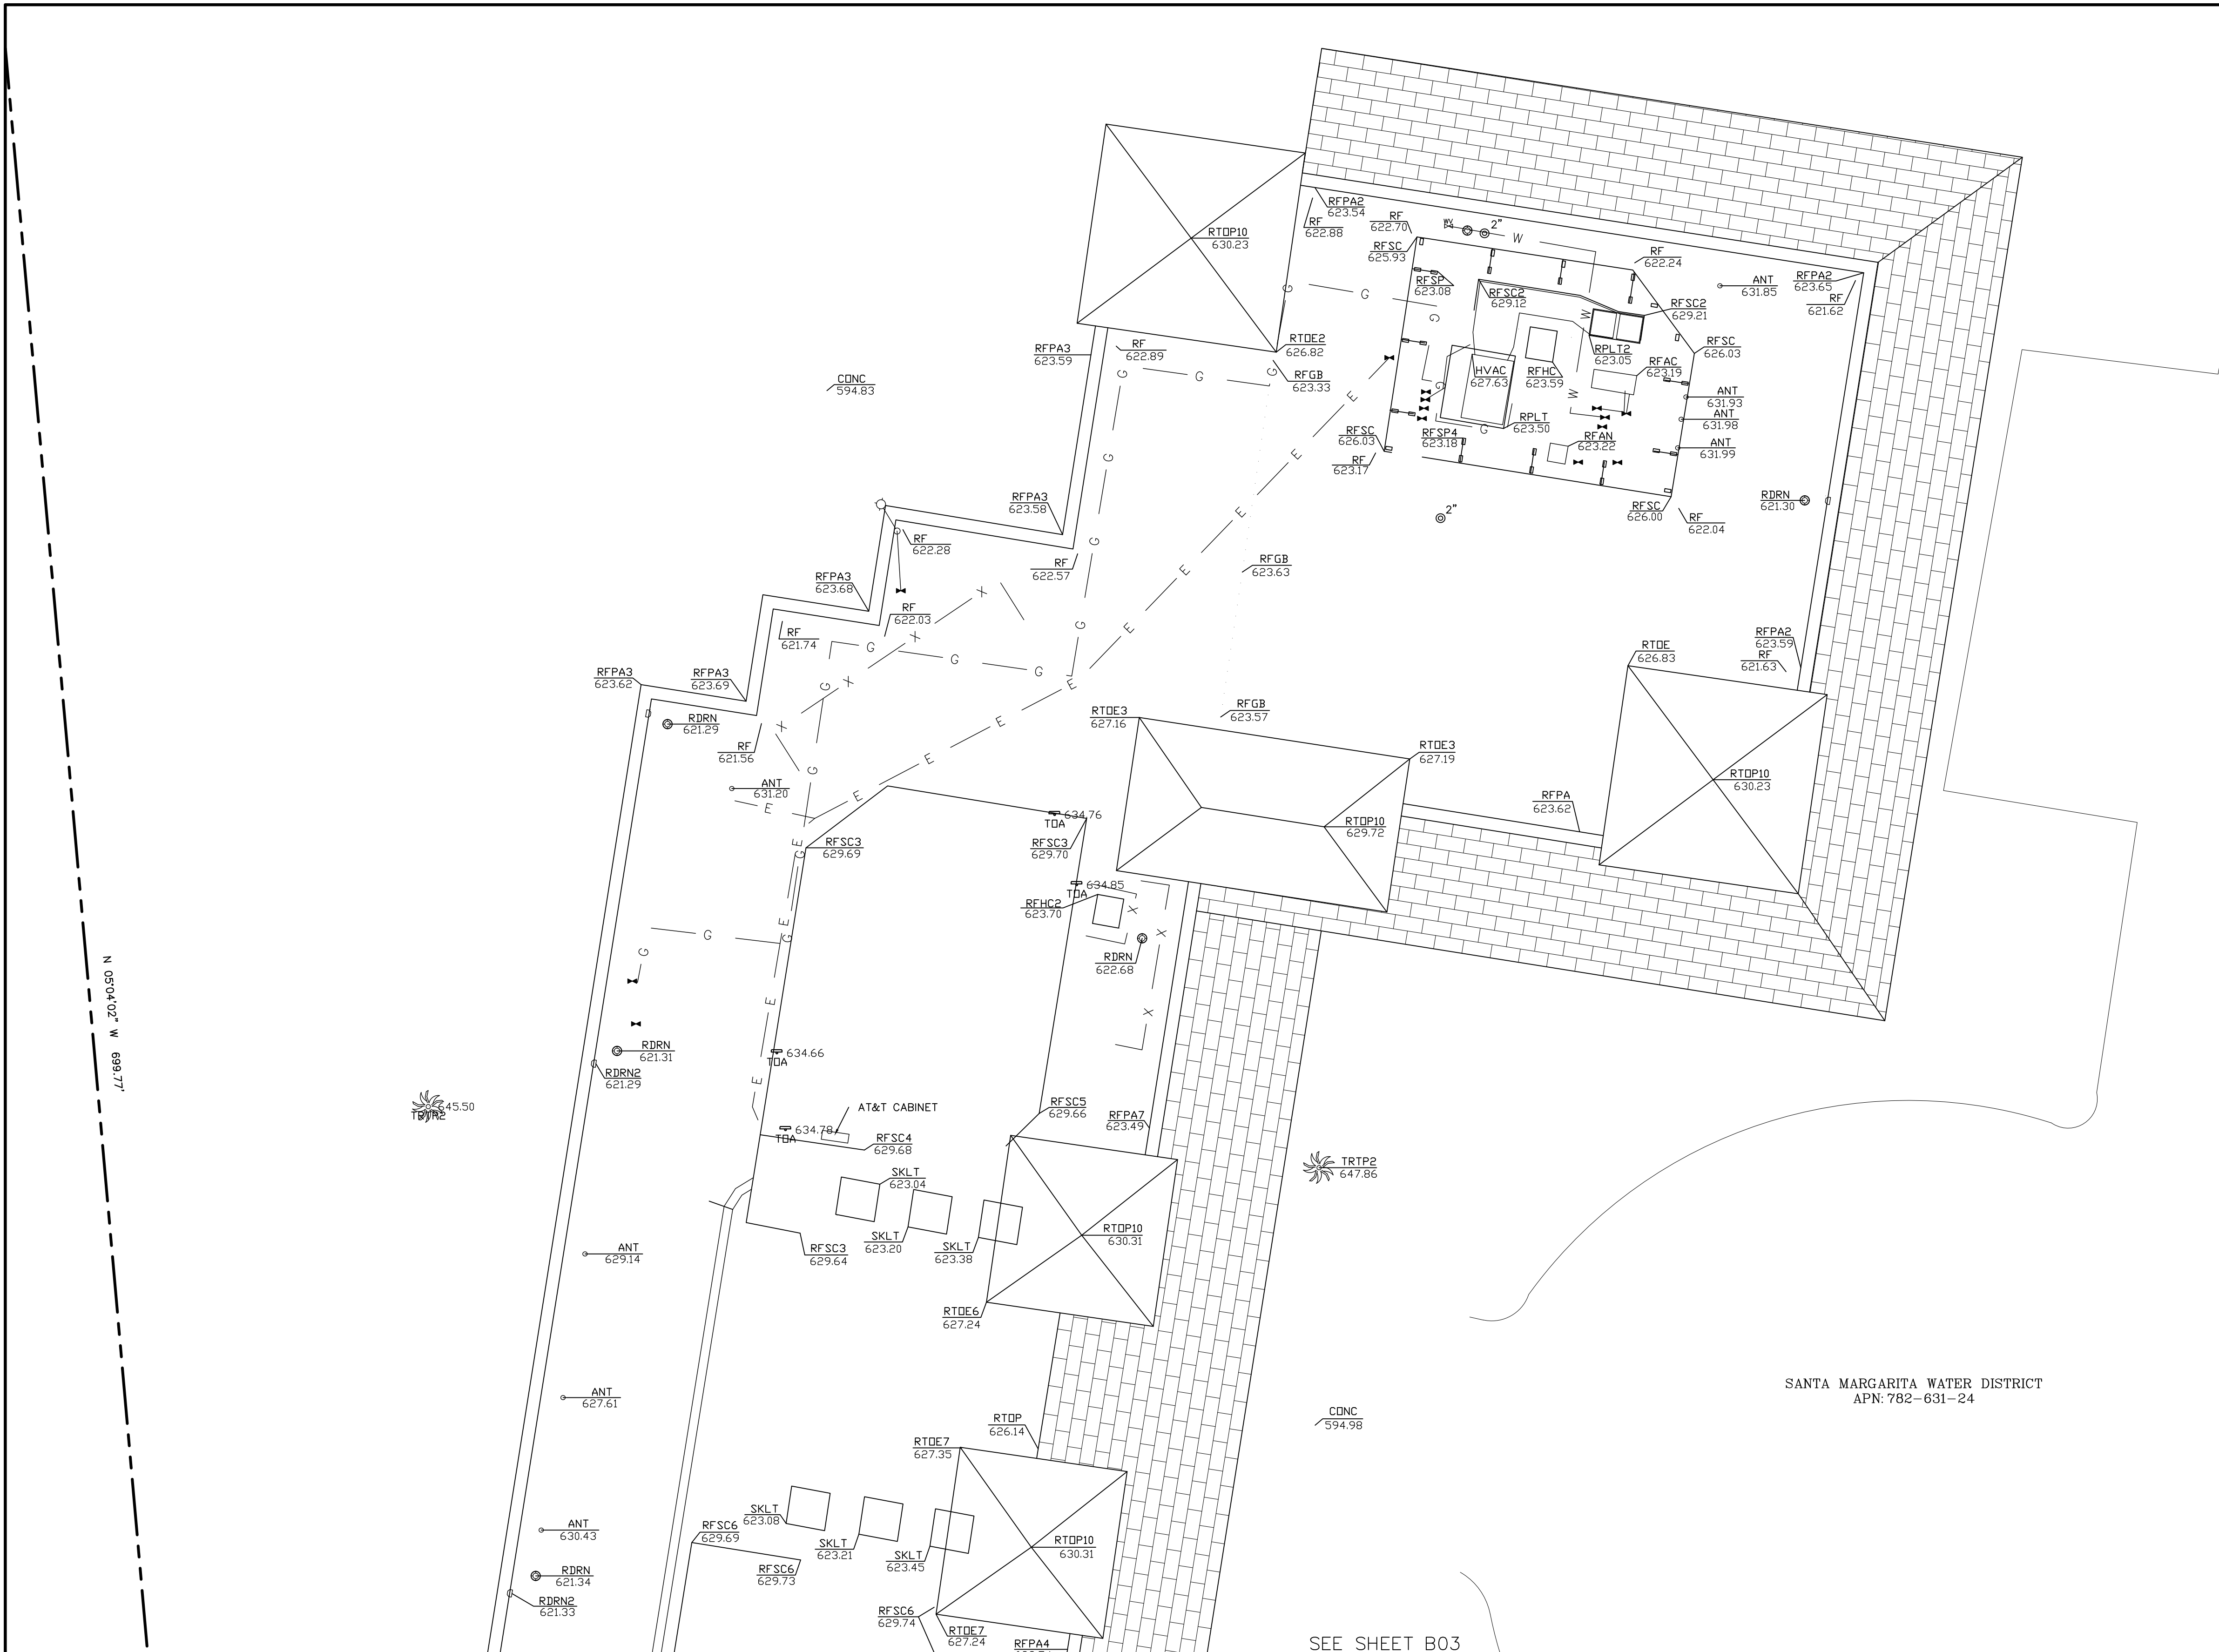 RTOP10
630.23
RFPA2
623.54
RF
622.88
RF
622.70
RFSC
625.93
WV
2"
W
RF
622.24
ANT
631.85
RFPA2
623.65
RF
621.62
RFSP
623.08
RFSC2
629.12
RFSC2
629.21
G
G
G
W
W
RPLT2
623.05
RFSC
626.03
RFPA3
623.59
RF
622.89
RTOE2
626.82
RFGB
623.33
HVAC
627.63
RFHC
623.59
RFAC
623.19
ANT
631.93
ANT
631.98
ANT
631.99
CONC
594.83
G
G
G
E
G
RPLT
623.50
RFSC
626.03
RFSP4
623.18
G
RFAN
623.22
RF
623.17
RFPA3
623.58
RDRN
621.30
RFSC
626.00
RF
622.04
2"
RF
622.28
RF
622.57
RFGB
623.63
RFPA3
623.68
RF
622.03
RF
621.74
G
G
G
G
G
G
E
E
E
E
E
E
E
E
E
X
X
X
X
RFPA2
623.59
RF
621.63
RTOE
626.83
RFPA3
623.62
RFPA3
623.69
RDRN
621.29
RF
621.56
G
G
RTOE3
627.16
RFGB
623.57
RTOE3
627.19
RTOP10
630.23
ANT
631.20
E
RFPA
623.62
634.76
TOA
RTOP10
629.72
RFSC3
629.69
RFSC3
629.70
E
G
634.85
TOA
RFHC2
623.70
X
X
X
RDRN
622.68
G
G
E
G
E
E
N 05°04'02" W 699.77'
RDRN
621.31
RDRN2
621.29
634.66
TOA
645.50
TRTR2
AT&T CABINET
634.78
TOA
RFSC4
629.68
RFSC5
629.66
RFPA7
623.49
TRTP2
647.86
SKLT
623.04
SKLT
623.20
SKLT
623.38
RTOP10
630.31
RFSC3
629.64
ANT
629.14
RTOE6
627.24
SANTA MARGARITA WATER DISTRICT
APN: 782-631-24
ANT
627.61
RTOP
626.14
CONC
594.98
RTOE7
627.35
SKLT
623.08
SKLT
623.21
SKLT
623.45
RTOP10
630.31
RFSC6
629.69
RFSC6
629.73
ANT
630.43
RDRN
621.34
RDRN2
621.33
RFSC6
629.74
RTOE7
627.24
RFPA4
SEE SHEET B03